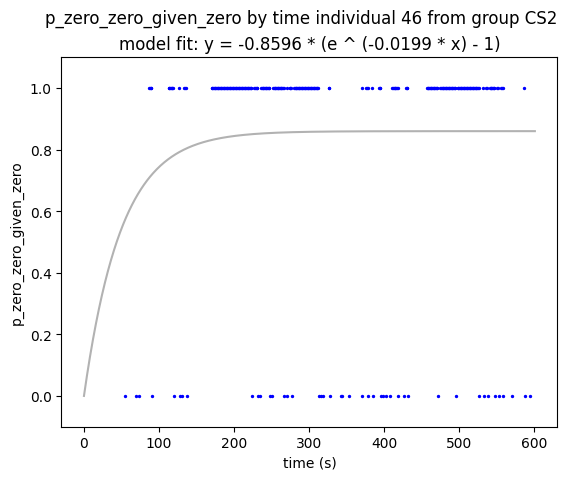 p_zero_zero_given_zero by time individual 46 from group CS2
model fit: y = -0.8596 * (e ^ (-0.0199 * x) - 1)
1.0
0.8
0.6
0.4
0.2
0.0
p_zero_zero_given_zero
0 100 200 300 400 500 600
time (s)